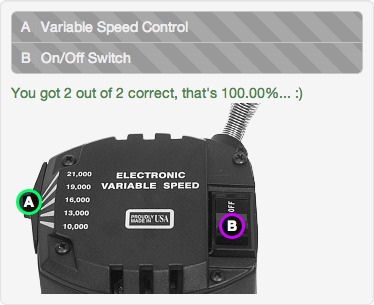 A Variable Speed Control
B On/Off Switch
You got 2 out of 2 correct, that's 100.00%... :)
ELECTRONIC
VARIABLE SPEED
21,000
19,000
16,000
13,000
10,000
A
PROUDLY
MADE IN USA
OFF
B